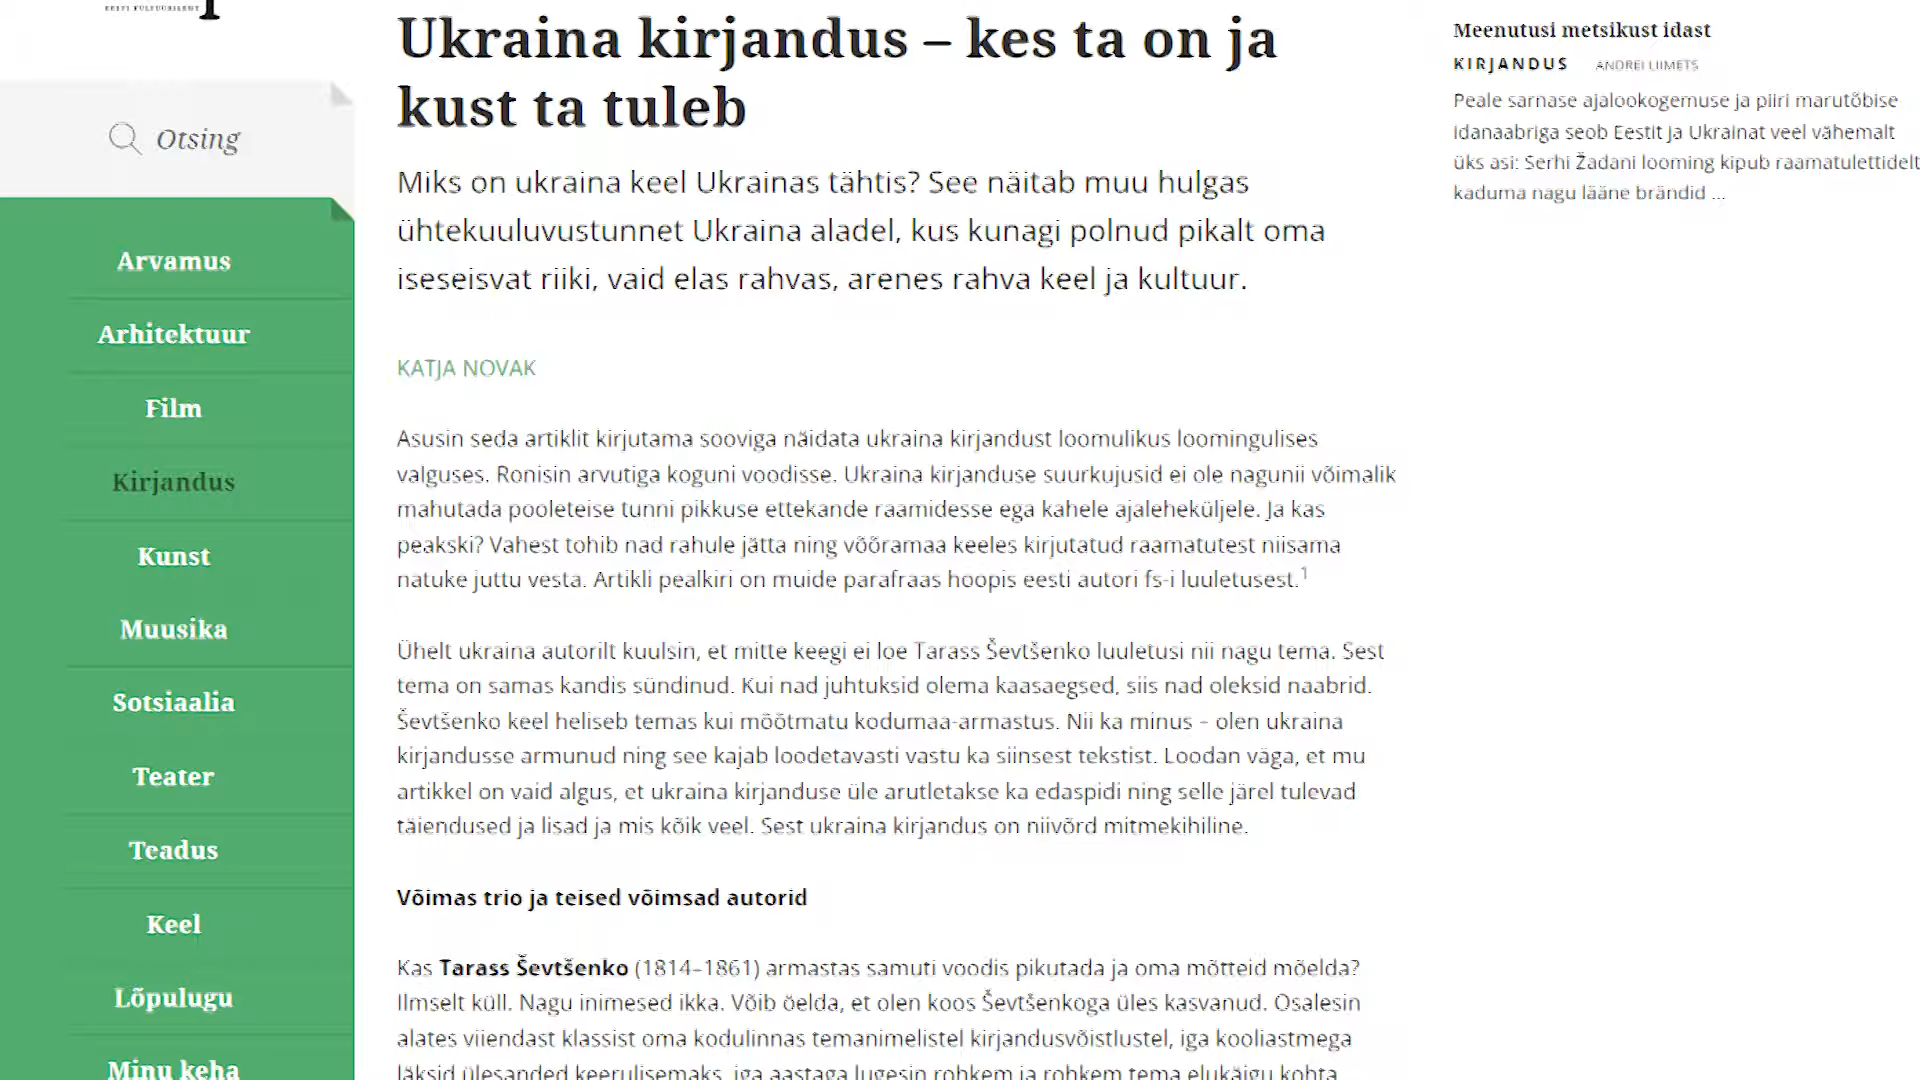 EESTI KULTUURILEHT
Otsing
Arvamus
Arhitektuur
Film
Kirjandus
Kunst
Muusika
Sotsiaalia
Teater
Teadus
Keel
Lõpulugu
Minu keha
Ukraina kirjandus – kes ta on ja
kust ta tuleb
Miks on ukraina keel Ukrainas tähtis? See näitab muu hulgas
ühtekuuluvustunnet Ukraina aladel, kus kunagi polnud pikalt oma
iseseisvat riiki, vaid elas rahvas, arenes rahva keel ja kultuur.
KATJA NOVAK
Asusin seda artiklit kirjutama sooviga näidata ukraina kirjandust loomulikus loomingulises
valguses. Ronisin arvutiga koguni voodisse. Ukraina kirjanduse suurkujusid ei ole nagunii võimalik
mahutada pooleteise tunni pikkuse ettekande raamidesse ega kahele ajaleheküljele. Ja kas
peakski? Vahest tohib nad rahule jätta ning võõramaa keeles kirjutatud raamatutest niisama
natuke juttu vesta. Artikli pealkiri on muide parafraas hoopis eesti autori fs-i luuletusest.1
Ühelt ukraina autorilt kuulsin, et mitte keegi ei loe Tarass Ševtšenko luuletusi nii nagu tema. Sest
tema on samas kandis sündinud. Kui nad juhtuksid olema kaasaegsed, siis nad oleksid naabrid.
Ševtšenko keel heliseb temas kui mõõtmatu kodumaa-armastus. Nii ka minus – olen ukraina
kirjandusse armunud ning see kajab loodetavasti vastu ka siinsest tekstist. Loodan väga, et mu
artikkel on vaid algus, et ukraina kirjanduse üle arutletakse ka edaspidi ning selle järel tulevad
täiendused ja lisad ja mis kõik veel. Sest ukraina kirjandus on niivõrd mitmekihiline.
Võimas trio ja teised võimsad autorid
Kas Tarass Ševtšenko (1814–1861) armastas samuti voodis pikutada ja oma mõtteid mõelda?
Ilmselt küll. Nagu inimesed ikka. Võib öelda, et olen koos Ševtšenkoga üles kasvanud. Osalesin
alates viiendast klassist oma kodulinnas temanimelistel kirjandusvõistlustel, iga kooliastmega
läksid ülesanded keerulisemaks, iga aastaga lugesin rohkem ja rohkem tema elukäigu kohta
Meenutusi metsikust idast
KIRJANDUS ANDREI LIIMETS
Peale sarnase ajalookogemuse ja piiri marutõbise
idanaabriga seob Eestit ja Ukrainat veel vähemalt
üks asi: Serhi Žadani looming kipub raamatulettidelt
kaduma nagu lääne brändid ...